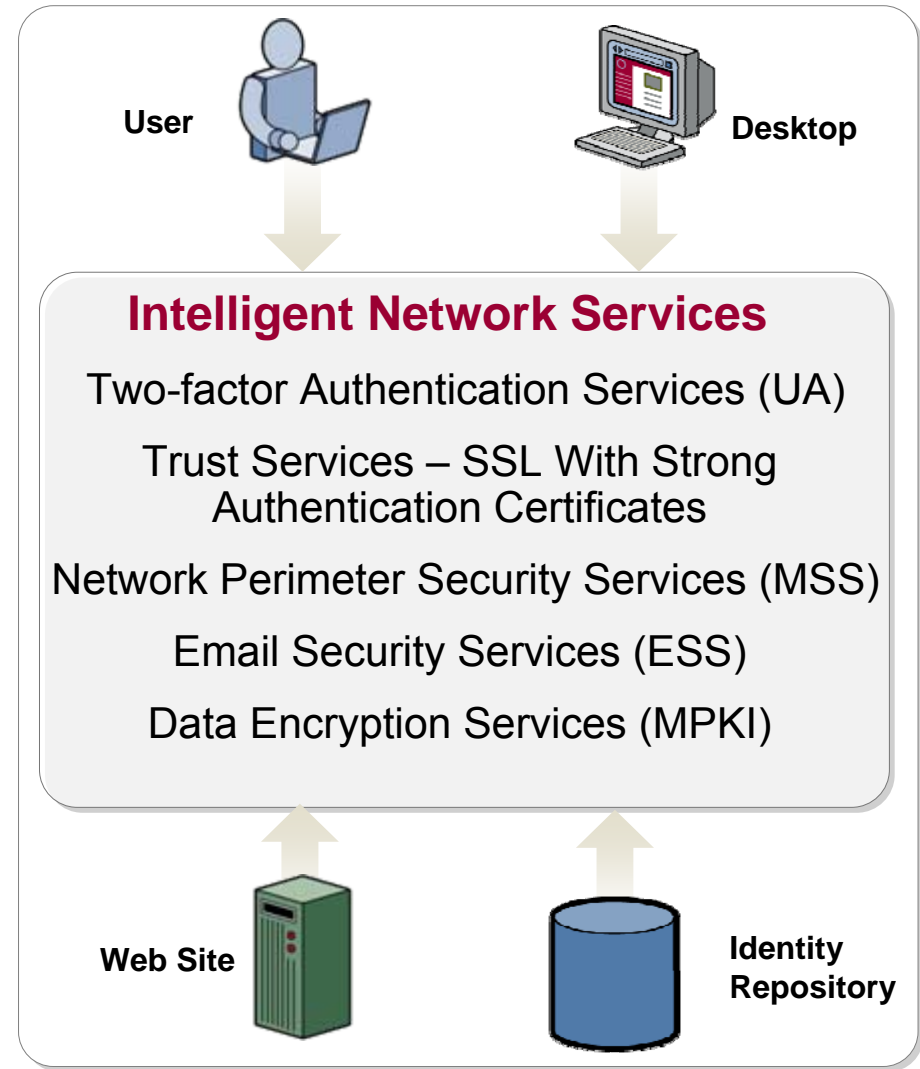 User
Desktop
Intelligent Network Services
Two-factor Authentication Services (UA)
Trust Services – SSL With Strong
Authentication Certificates
Network Perimeter Security Services (MSS)
Email Security Services (ESS)
Data Encryption Services (MPKI)
Web Site
Identity
Repository